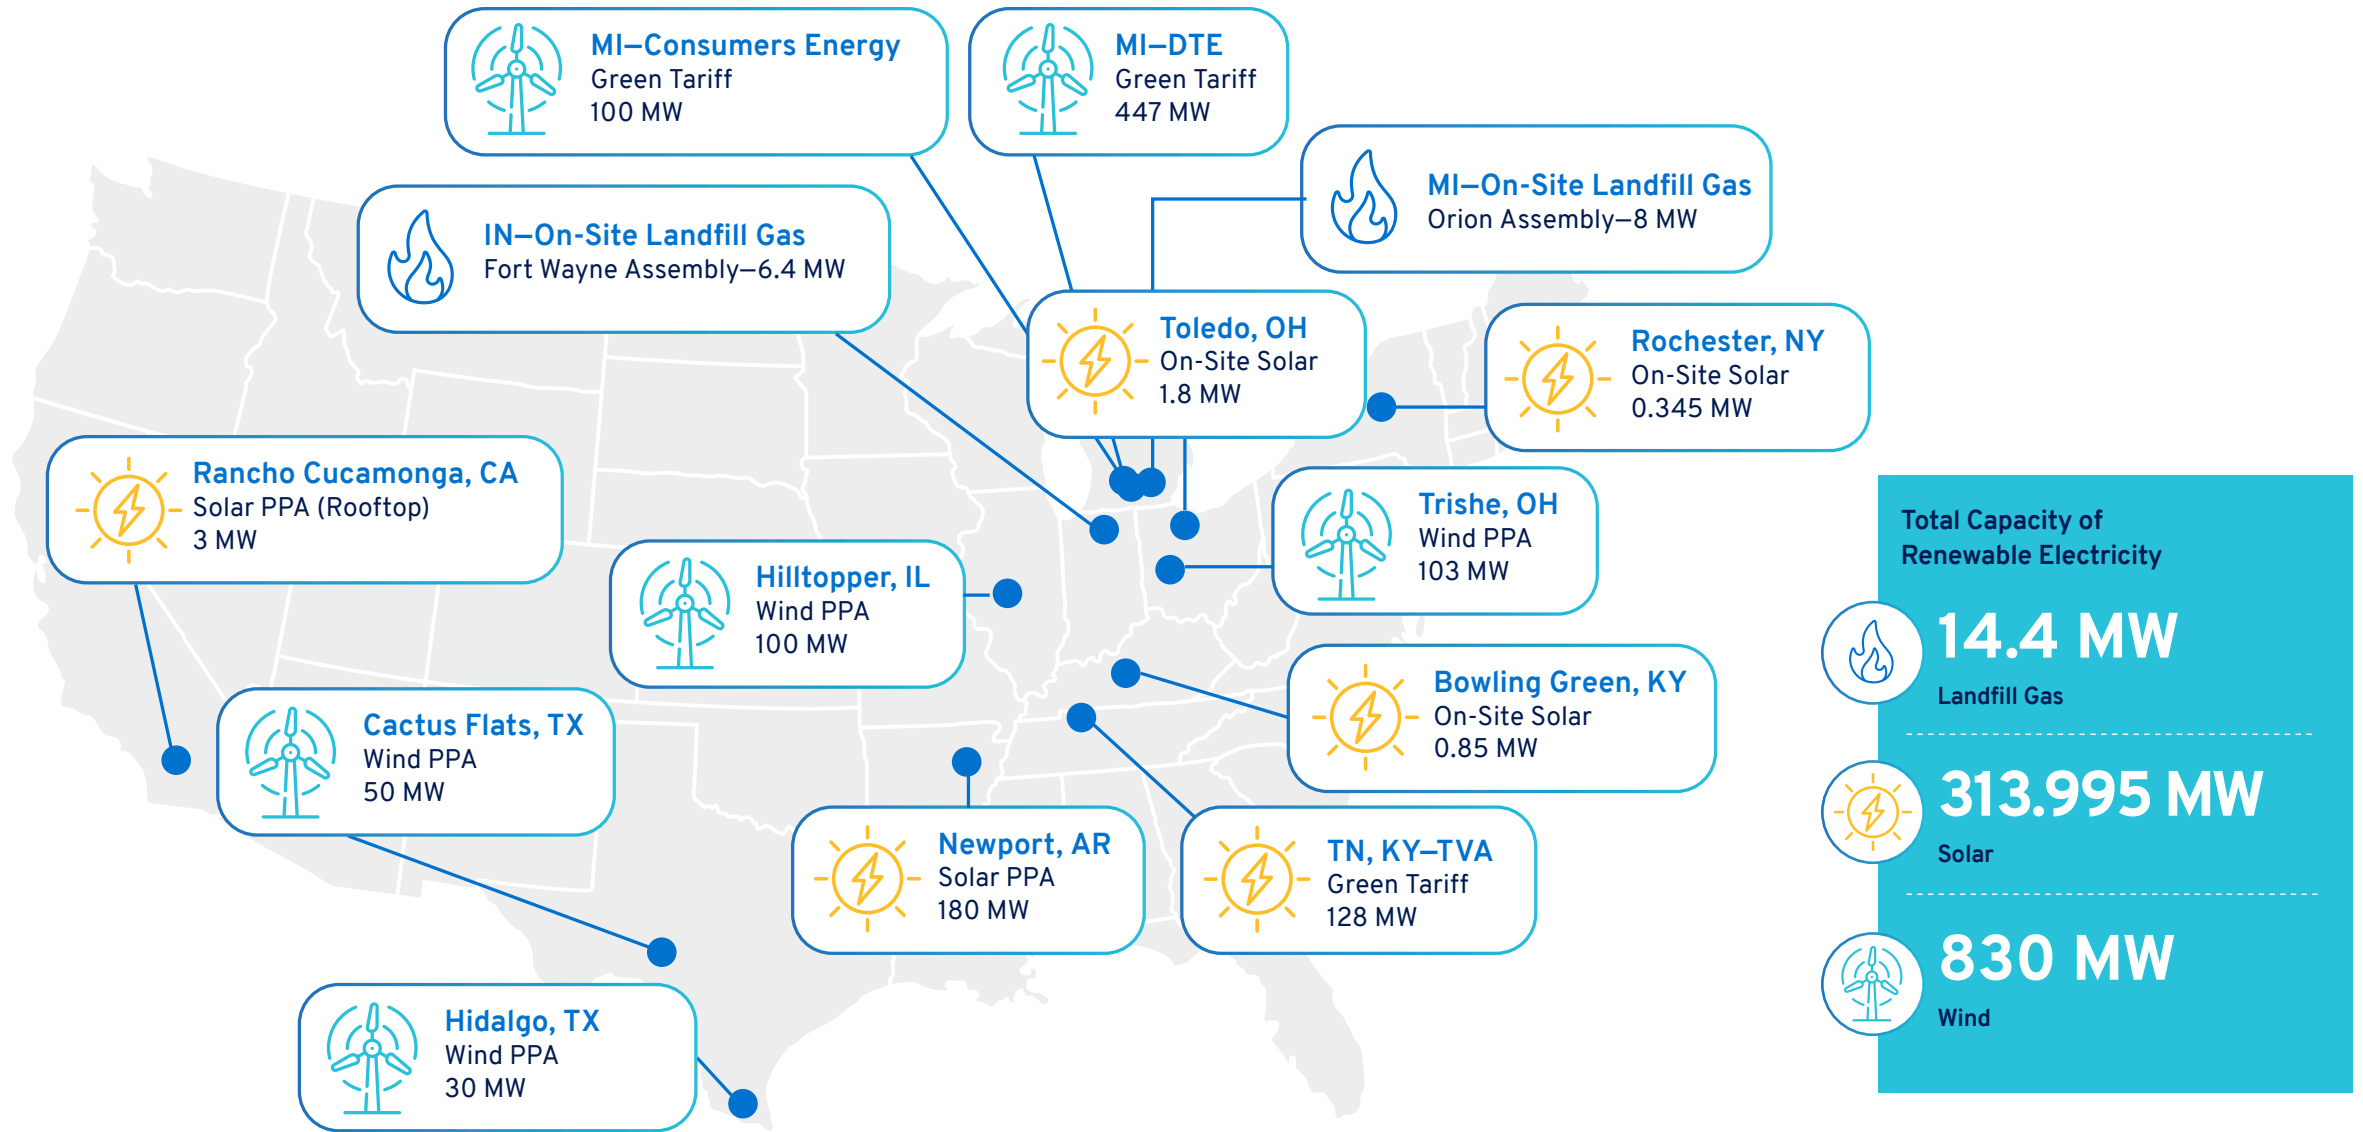 MI—Consumers Energy
Green Tariff
100 MW
MI—DTE
Green Tariff
447 MW
MI—On-Site Landfill Gas
Orion Assembly—8 MW
IN—On-Site Landfill Gas
Fort Wayne Assembly—6.4 MW
Toledo, OH
On-Site Solar
1.8 MW
Rochester, NY
On-Site Solar
0.345 MW
Rancho Cucamonga, CA
Solar PPA (Rooftop)
3 MW
Trishe, OH
Wind PPA
103 MW
Hilltopper, IL
Wind PPA
100 MW
Bowling Green, KY
On-Site Solar
0.85 MW
Cactus Flats, TX
Wind PPA
50 MW
Newport, AR
Solar PPA
180 MW
TN, KY—TVA
Green Tariff
128 MW
Hidalgo, TX
Wind PPA
30 MW
Total Capacity of
Renewable Electricity
14.4 MW
Landfill Gas
313.995 MW
Solar
830 MW
Wind